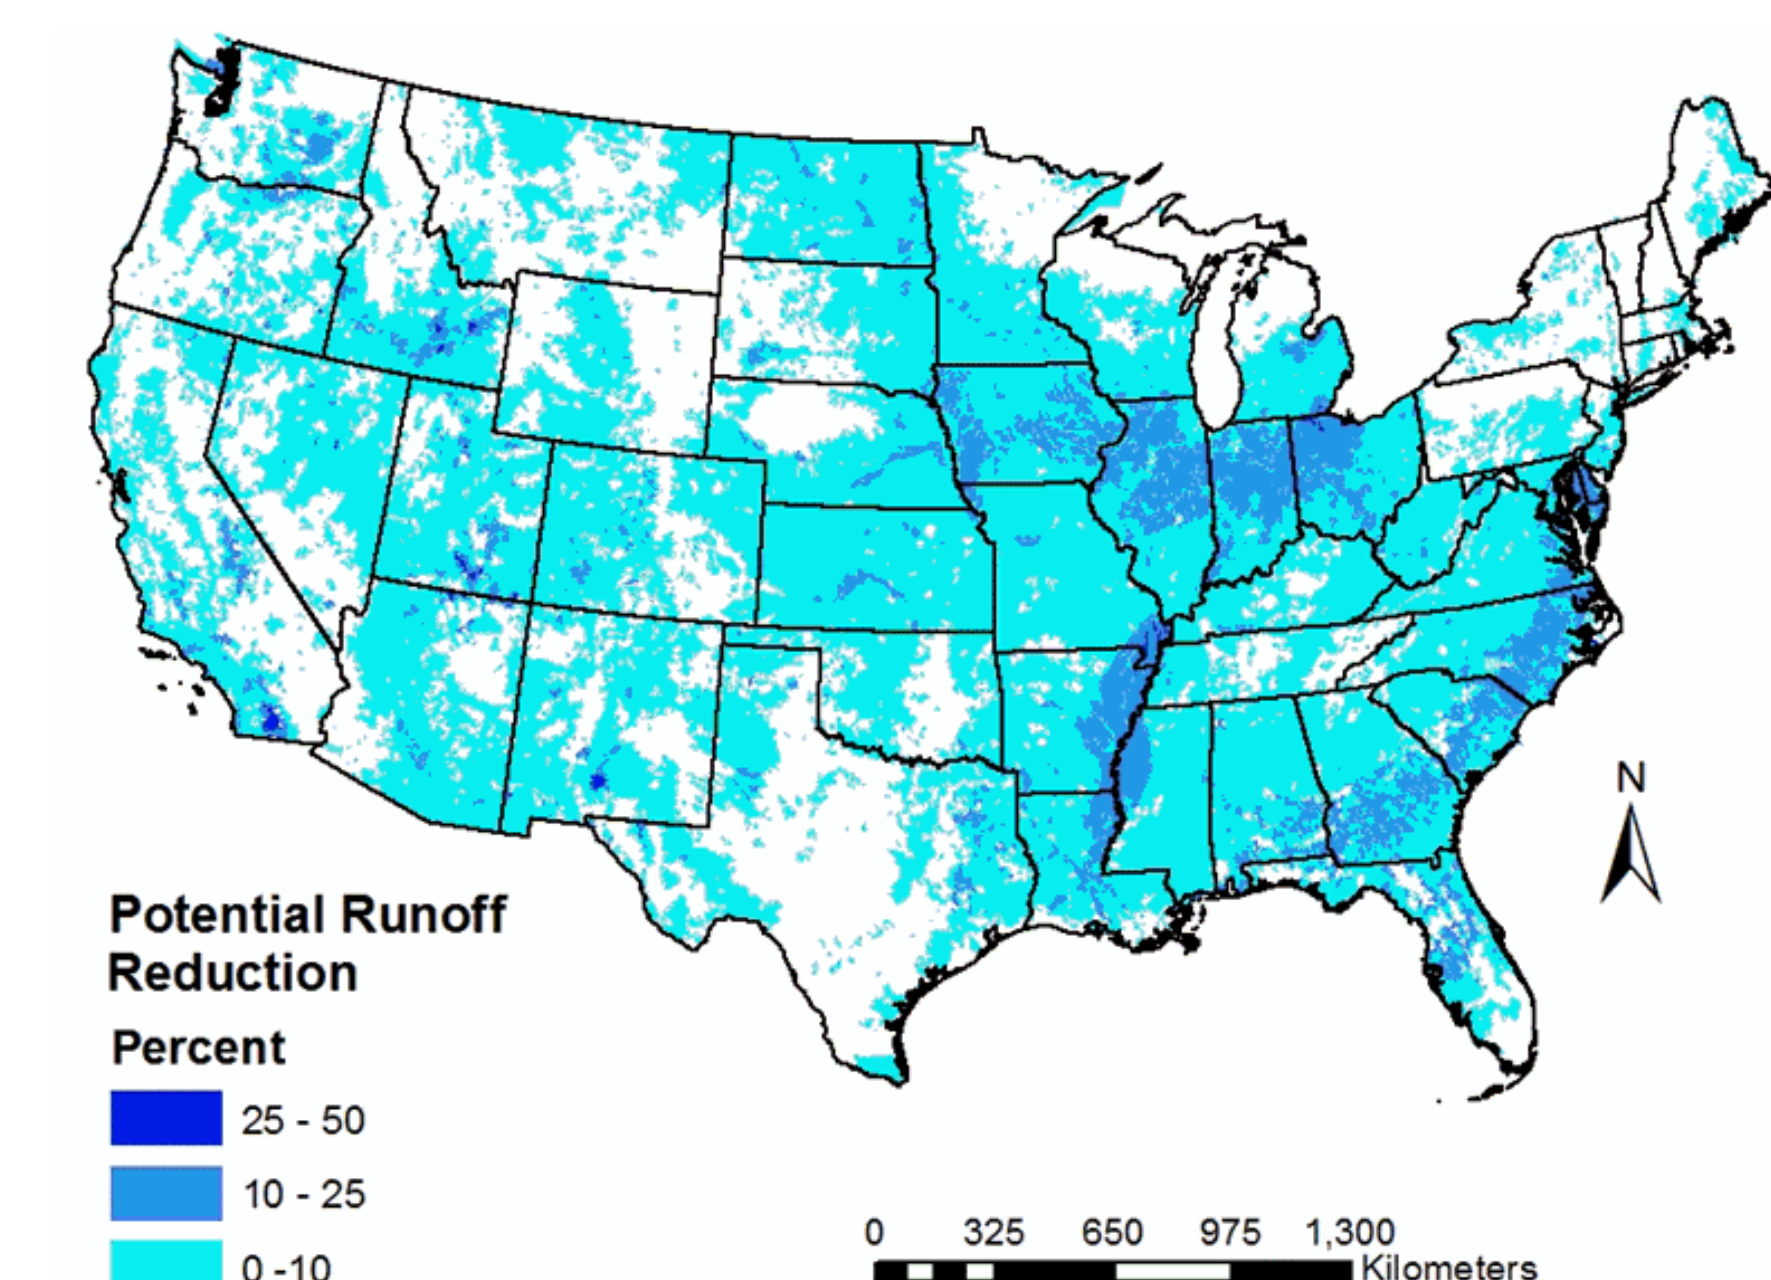 N
Potential Runoff
Reduction
Percent
25 - 50
10 - 25
0 -10
0 325 650 975 1,300
Kilometers